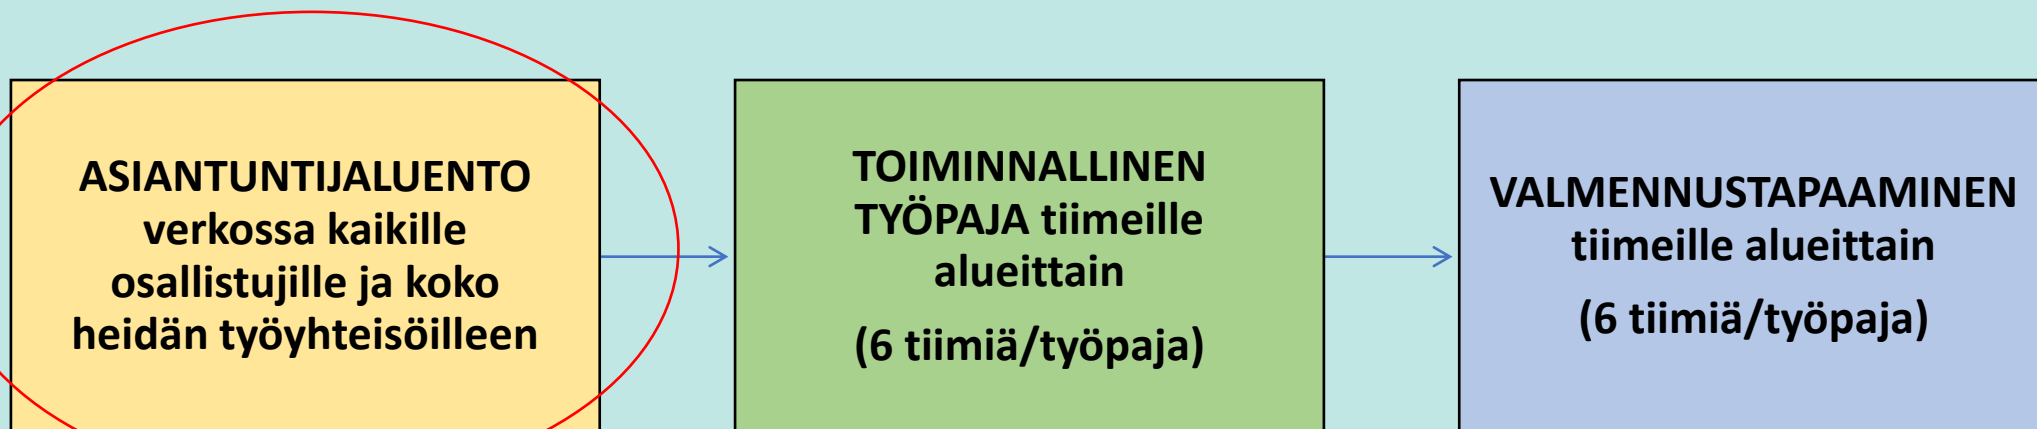 ASIANTUNTIJALUENTO
verkossa kaikille
osallistujille ja koko
heidän työyhteisöilleen
TOIMINNALLINEN
TYÖPAJA tiimeille
alueittain
(6 tiimiä/työpaja)
VALMENNUSTAPAAMINEN
tiimeille alueittain
(6 tiimiä/työpaja)